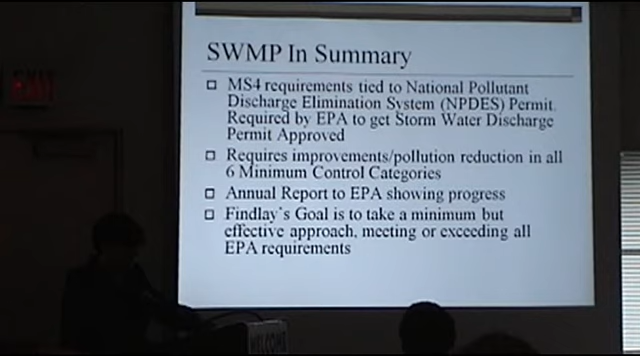 SWMP In Summary
MS4 requirements tied to National Pollutant
Discharge Elimination System (NPDES) Permit.
Required by EPA to get Storm Water Discharge
Permit Approved
Requires improvements/pollution reduction in all
6 Minimum Control Categories
Annual Report to EPA showing progress
Findlay's Goal is to take a minimum but
effective approach, meeting or exceeding all
EPA requirements
EXIT
WELCOME